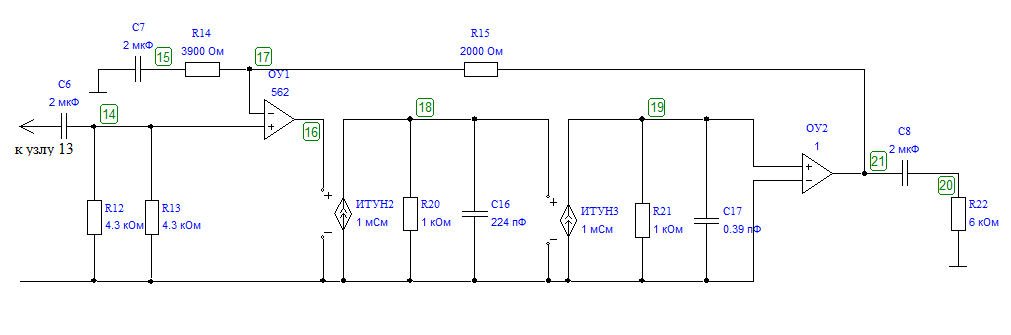 C7
2 мкФ
15
R14
3900 Ом
17
R15
2000 Ом
C6
2 мкФ
14
к узлу 13
ОУ1
562
−
+
16
18
19
ОУ2
1
+
−
21
C8
2 мкФ
20
R12
4.3 кОм
R13
4.3 кОм
+
−
ИТУН2
1 мСм
R20
1 кОм
C16
224 пФ
+
−
ИТУН3
1 мСм
R21
1 кОм
C17
0.39 пФ
R22
6 кОм